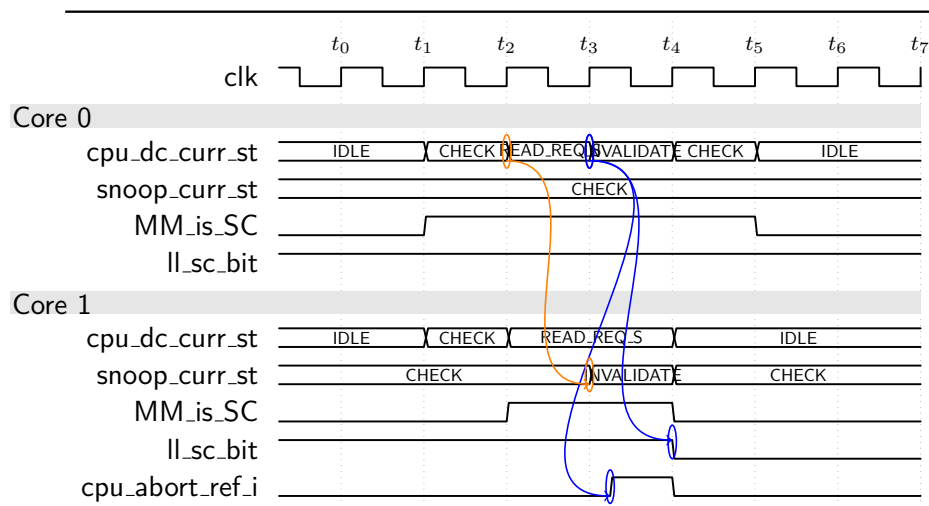 t0 t1 t2 t3 t4 t5 t6 t7
clk
Core 0
cpu_dc_curr_st IDLE CHECK READ_REQ_S INVALIDATE CHECK IDLE
snoop_curr_st CHECK
MM_is_SC
ll_sc_bit
Core 1
cpu_dc_curr_st IDLE CHECK READ_REQ_S IDLE
snoop_curr_st CHECK INVALIDATE CHECK
MM_is_SC
ll_sc_bit
cpu_abort_ref_i